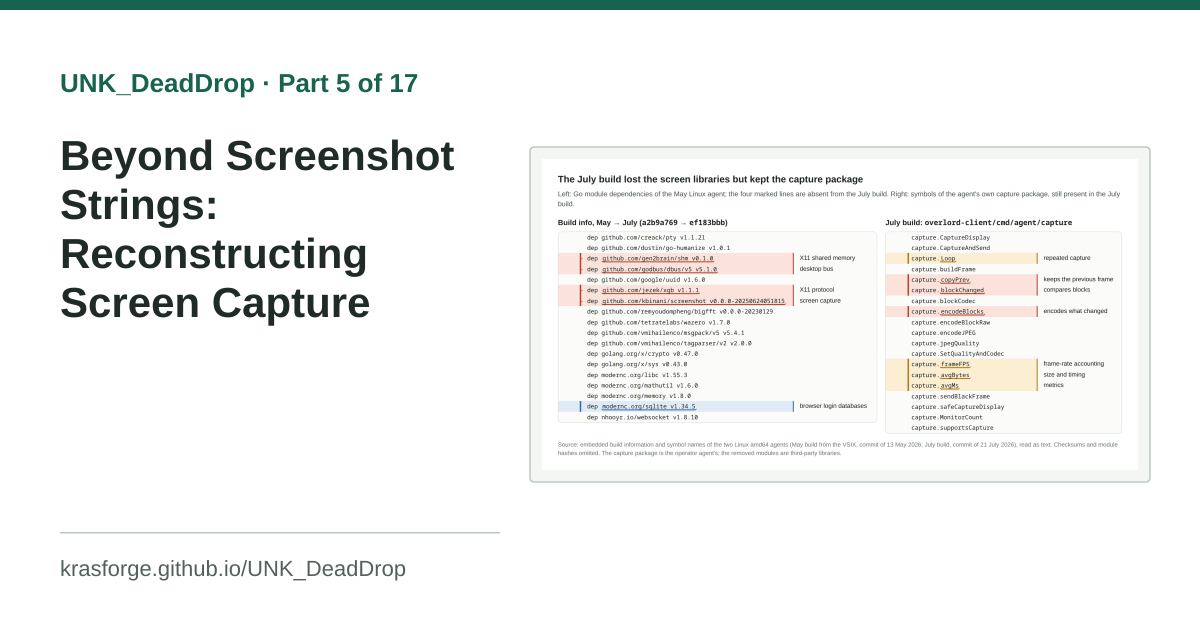 UNK_DeadDrop · Part 5 of 17
Beyond Screenshot
Strings:
Reconstructing
Screen Capture
krasforge.github.io/UNK_DeadDrop
The July build lost the screen libraries but kept the capture package
Left: Go module dependencies of the May Linux agent; the four marked lines are absent from the July build. Right: symbols of the agent's own capture package, still present in the July
build.
Build info, May → July (a2b9a769 → ef183bbb)
dep github.com/creack/pty v1.1.21
dep github.com/dustin/go-humanize v1.0.1
dep github.com/gen2brain/shm v0.1.0 X11 shared memory
dep github.com/godbus/dbus/v5 v5.1.0 desktop bus
dep github.com/google/uuid v1.6.0
dep github.com/jezek/xgb v1.1.1 X11 protocol
dep github.com/kbinani/screenshot v0.0.0-20250624051815 screen capture
dep github.com/remyoudompheng/bigfft v0.0.0-20230129
dep github.com/tetratelabs/wazero v1.7.0
dep github.com/vmihailenco/msgpack/v5 v5.4.1
dep github.com/vmihailenco/tagparser/v2 v2.0.0
dep golang.org/x/crypto v0.47.0
dep golang.org/x/sys v0.43.0
dep modernc.org/libc v1.55.3
dep modernc.org/mathutil v1.6.0
dep modernc.org/memory v1.8.0
dep modernc.org/sqlite v1.34.5 browser login databases
dep nhooyr.io/websocket v1.8.10
July build: overlord-client/cmd/agent/capture
capture.CaptureDisplay
capture.CaptureAndSend
capture.Loop repeated capture
capture.buildFrame
capture.copyPrev keeps the previous frame
capture.blockChanged compares blocks
capture.blockCodec
capture.encodeBlocks encodes what changed
capture.encodeBlockRaw
capture.encodeJPEG
capture.jpegQuality
capture.SetQualityAndCodec
capture.frameFPS frame-rate accounting
capture.avgBytes size and timing
capture.avgMs metrics
capture.sendBlackFrame
capture.safeCaptureDisplay
capture.MonitorCount
capture.supportsCapture
Source: embedded build information and symbol names of the two Linux amd64 agents (May build from the VSIX, commit of 13 May 2026; July build, commit of 21 July 2026), read as text. Checksums and module
hashes omitted. The capture package is the operator agent's; the removed modules are third-party libraries.